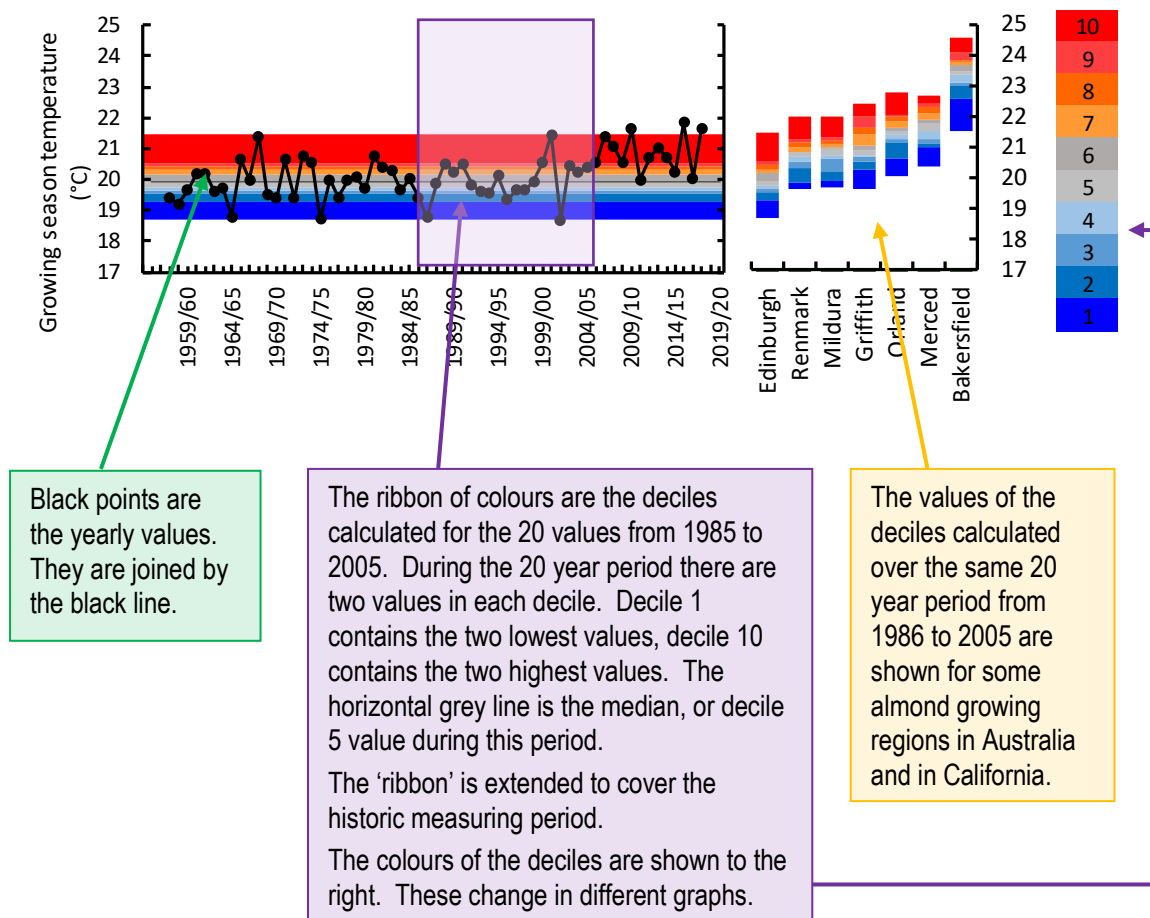 Growing season temperature
(°C)
25
24
23
22
21
20
19
18
17
1959/60
1964/65
1969/70
1974/75
1979/80
1984/85
1989/90
1994/95
1999/00
2004/05
2009/10
2014/15
2019/20
Edinburgh
Renmark
Mildura
Griffith
Orland
Merced
Bakersfield
25
24
23
22
21
20
19
18
17
10
9
8
7
6
5
4
3
2
1
Black points are
the yearly values.
They are joined by
the black line.
The ribbon of colours are the deciles
calculated for the 20 values from 1985 to
2005. During the 20 year period there are
two values in each decile. Decile 1
contains the two lowest values, decile 10
contains the two highest values. The
horizontal grey line is the median, or decile
5 value during this period.
The ‘ribbon’ is extended to cover the
historic measuring period.
The colours of the deciles are shown to the
right. These change in different graphs.
The values of the
deciles calculated
over the same 20
year period from
1986 to 2005 are
shown for some
almond growing
regions in Australia
and in California.